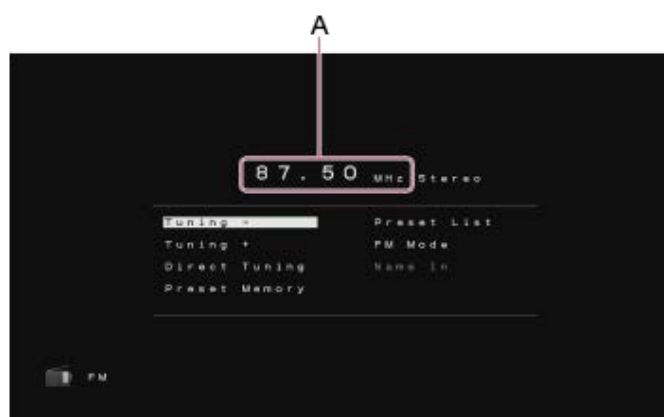 A
87.50 MHz Stereo
Tuning -
Tuning +
Direct Tuning
Preset Memory
Preset List
FM Mode
Name In
FM